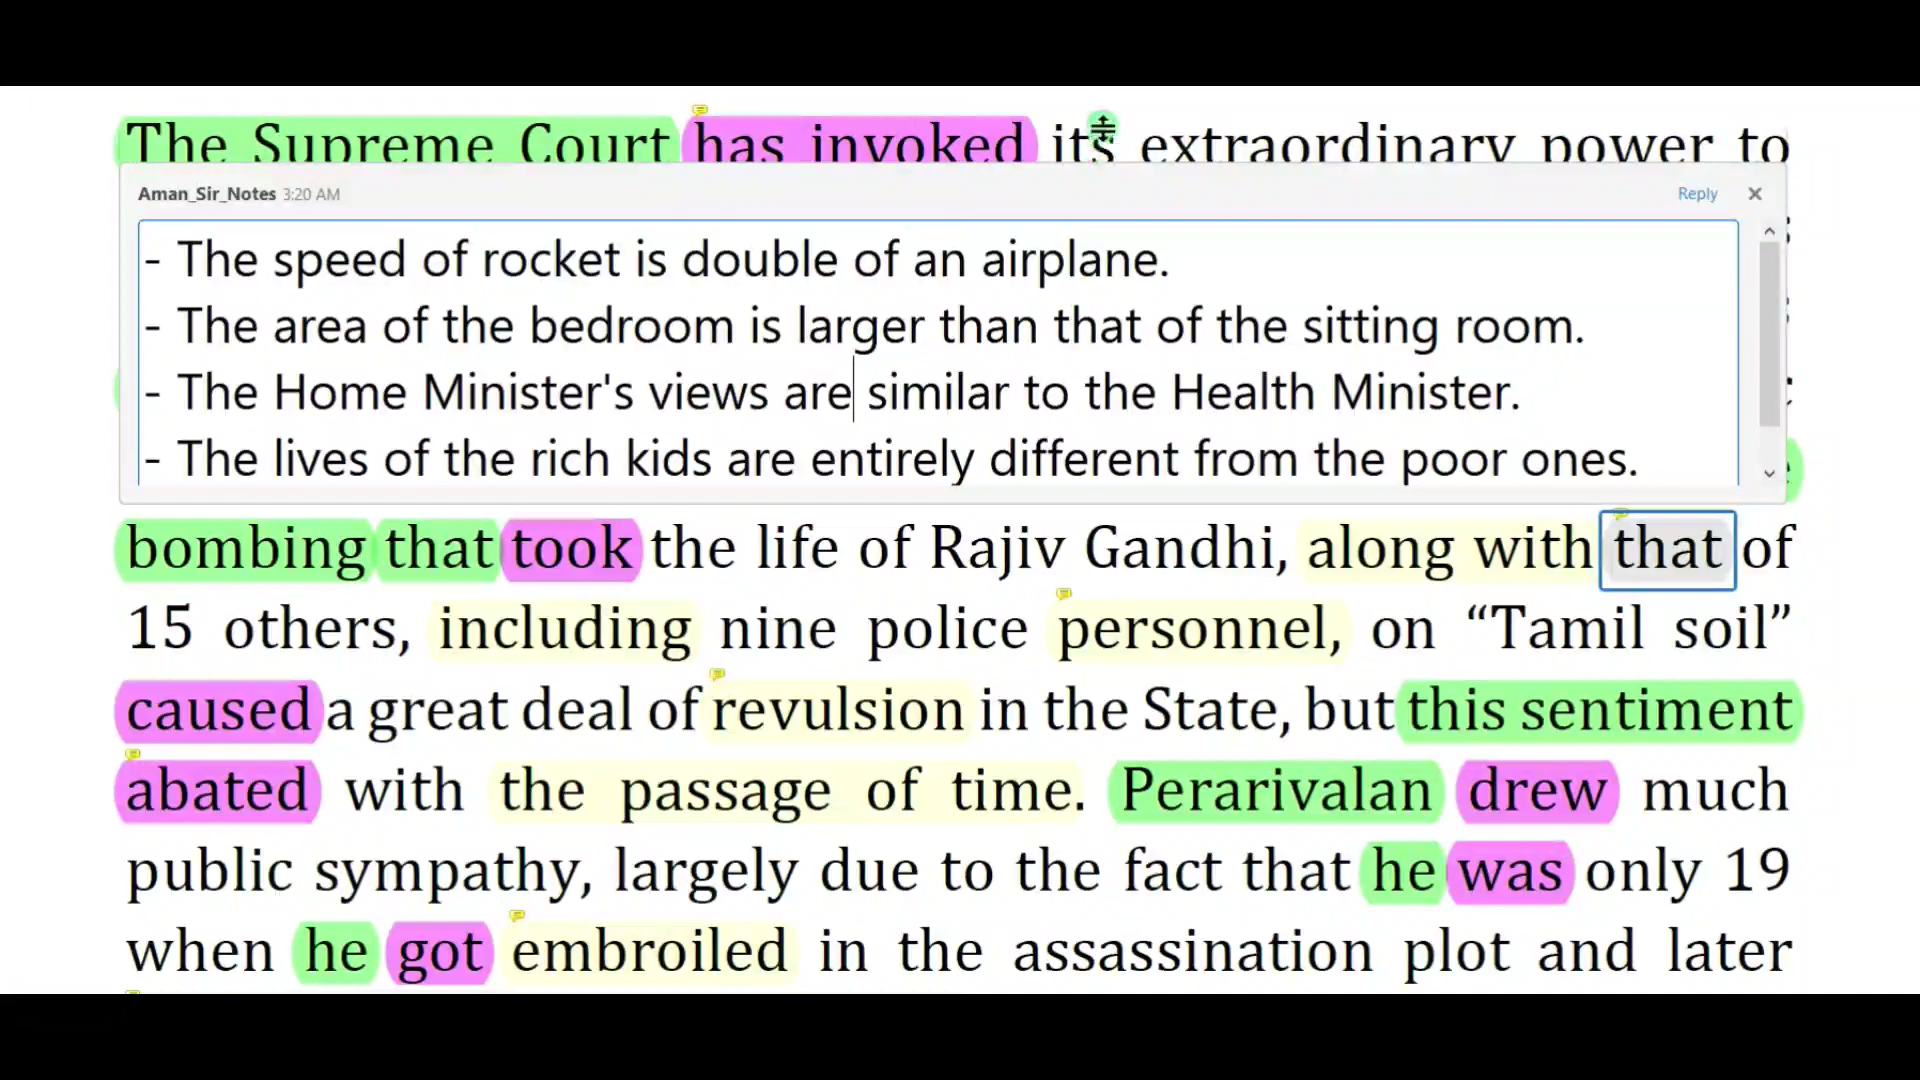 The Supreme Court has invoked its extraordinary power to
Aman_Sir_Notes 3:20 AM Reply
- The speed of rocket is double of an airplane.
- The area of the bedroom is larger than that of the sitting room.
- The Home Minister's views are similar to the Health Minister.
- The lives of the rich kids are entirely different from the poor ones.
bombing that took the life of Rajiv Gandhi, along with that of
15 others, including nine police personnel, on “Tamil soil”
caused a great deal of revulsion in the State, but this sentiment
abated with the passage of time. Perarivalan drew much
public sympathy, largely due to the fact that he was only 19
when he got embroiled in the assassination plot and later